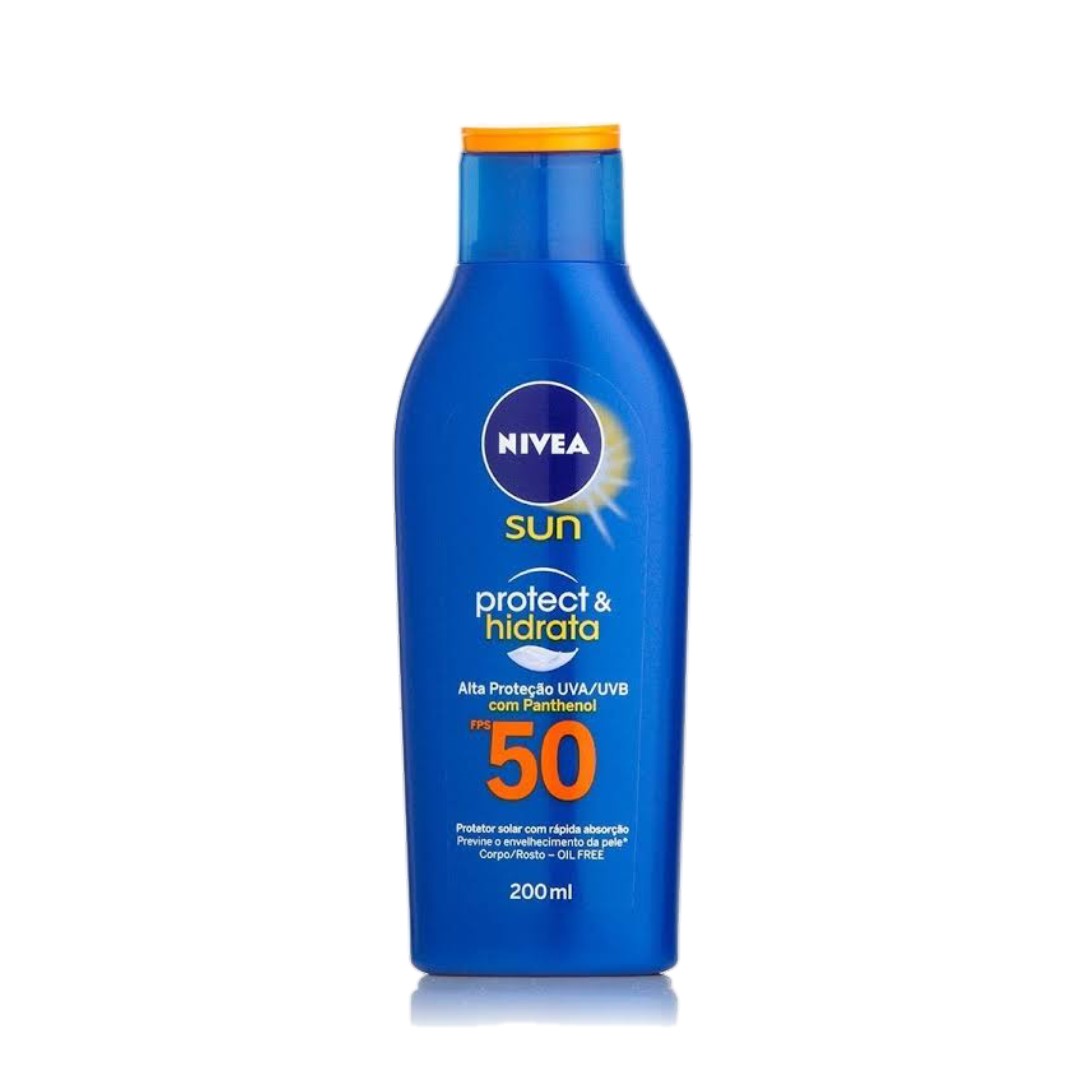 NIVEA
sun
protect &
hidrata
Alta Proteção UVA/UVB
com Panthenol
FPS
50
Protetor solar com rápida absorção
Previne o envelhecimento da pele*
Corpo/Rosto – OIL FREE
200ml